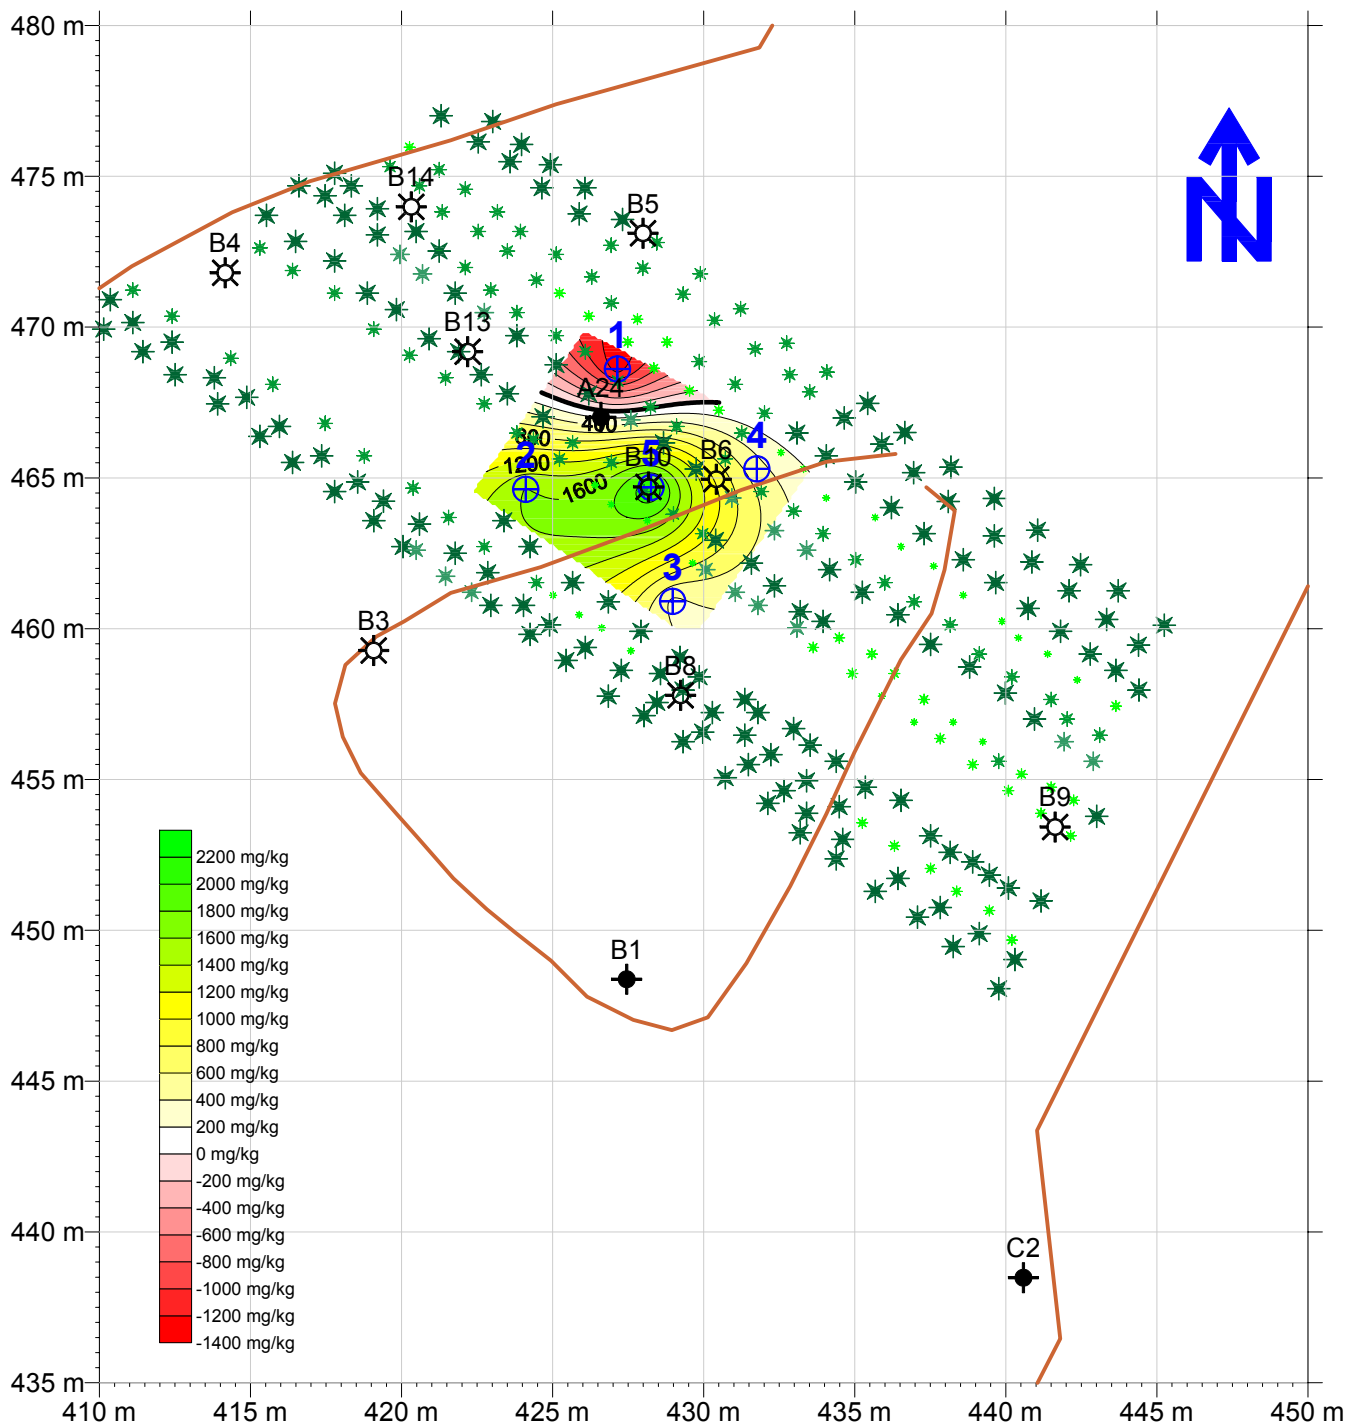 480 m
475 m
470 m
465 m
460 m
455 m
450 m
445 m
440 m
435 m
410 m
415 m
420 m
425 m
430 m
435 m
440 m
445 m
450 m
N
B14
B5
B4
B13
1
A24
400
800
2
1200
1600
5
B10
B6
4
3
B3
B8
B9
B1
C2
2200 mg/kg
2000 mg/kg
1800 mg/kg
1600 mg/kg
1400 mg/kg
1200 mg/kg
1000 mg/kg
800 mg/kg
600 mg/kg
400 mg/kg
200 mg/kg
0 mg/kg
-200 mg/kg
-400 mg/kg
-600 mg/kg
-800 mg/kg
-1000 mg/kg
-1200 mg/kg
-1400 mg/kg